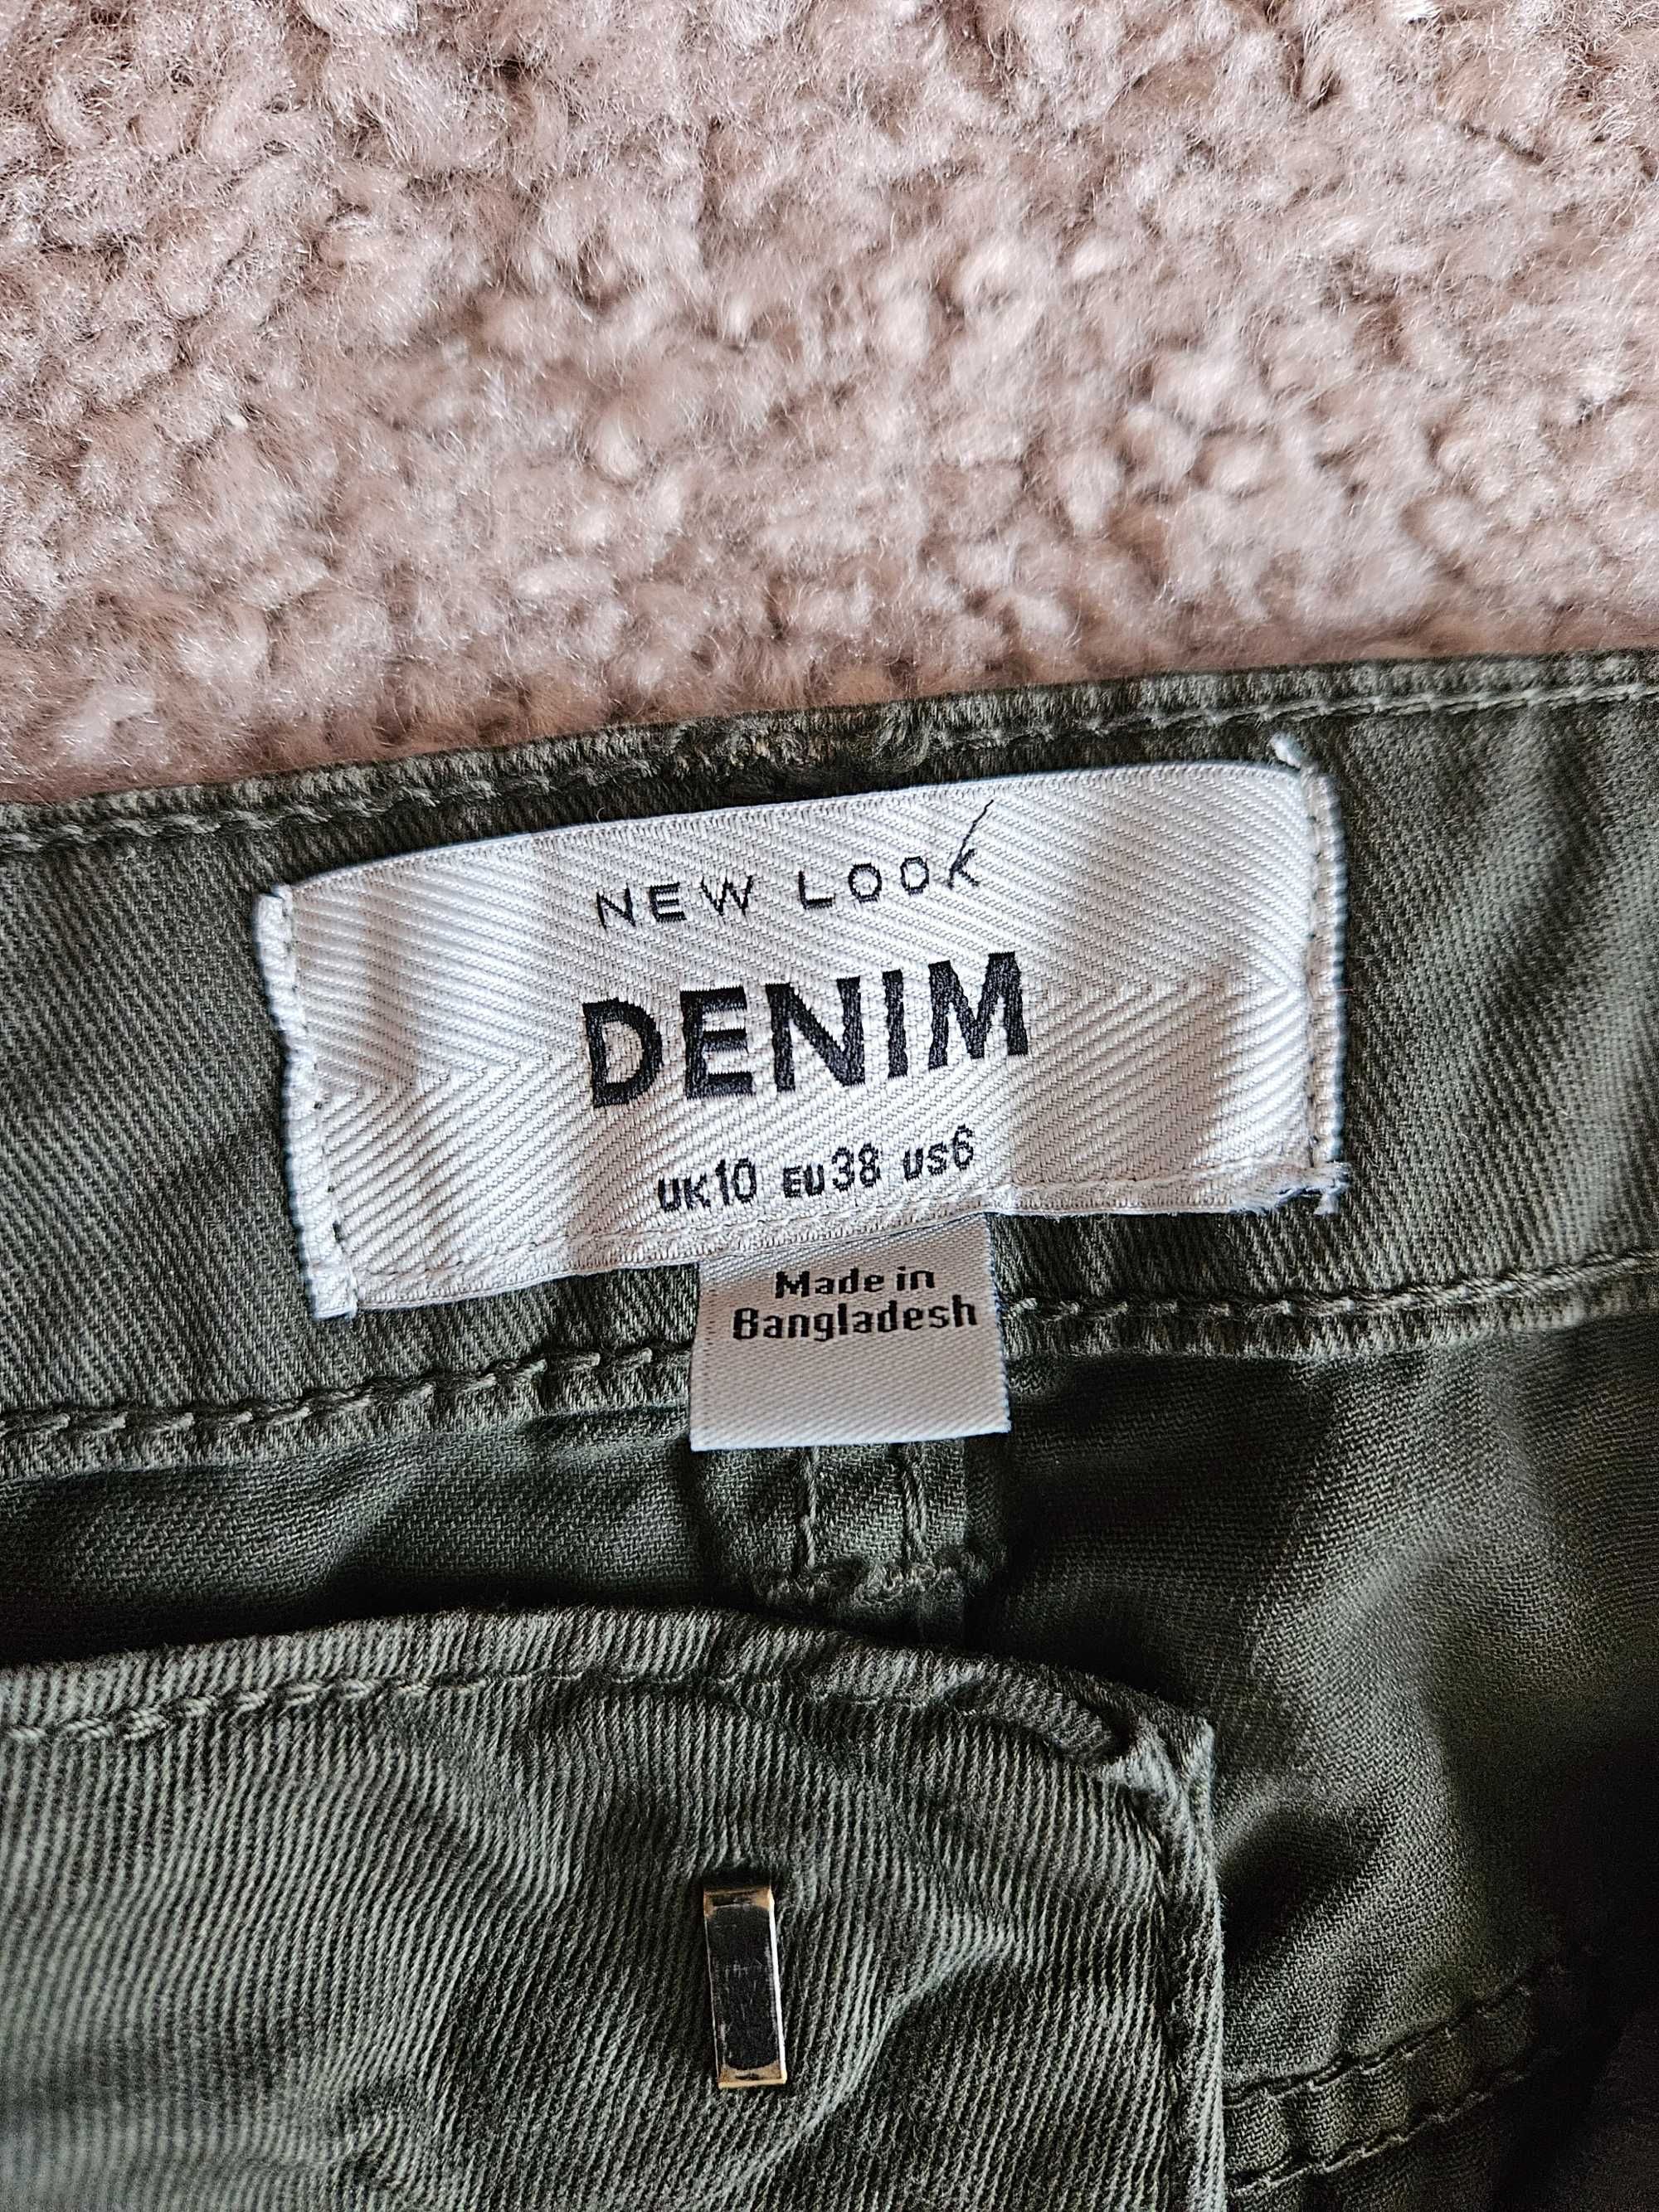 NEW LOOK
DENIM
UK10 EU38 US6
Made in
Bangladesh